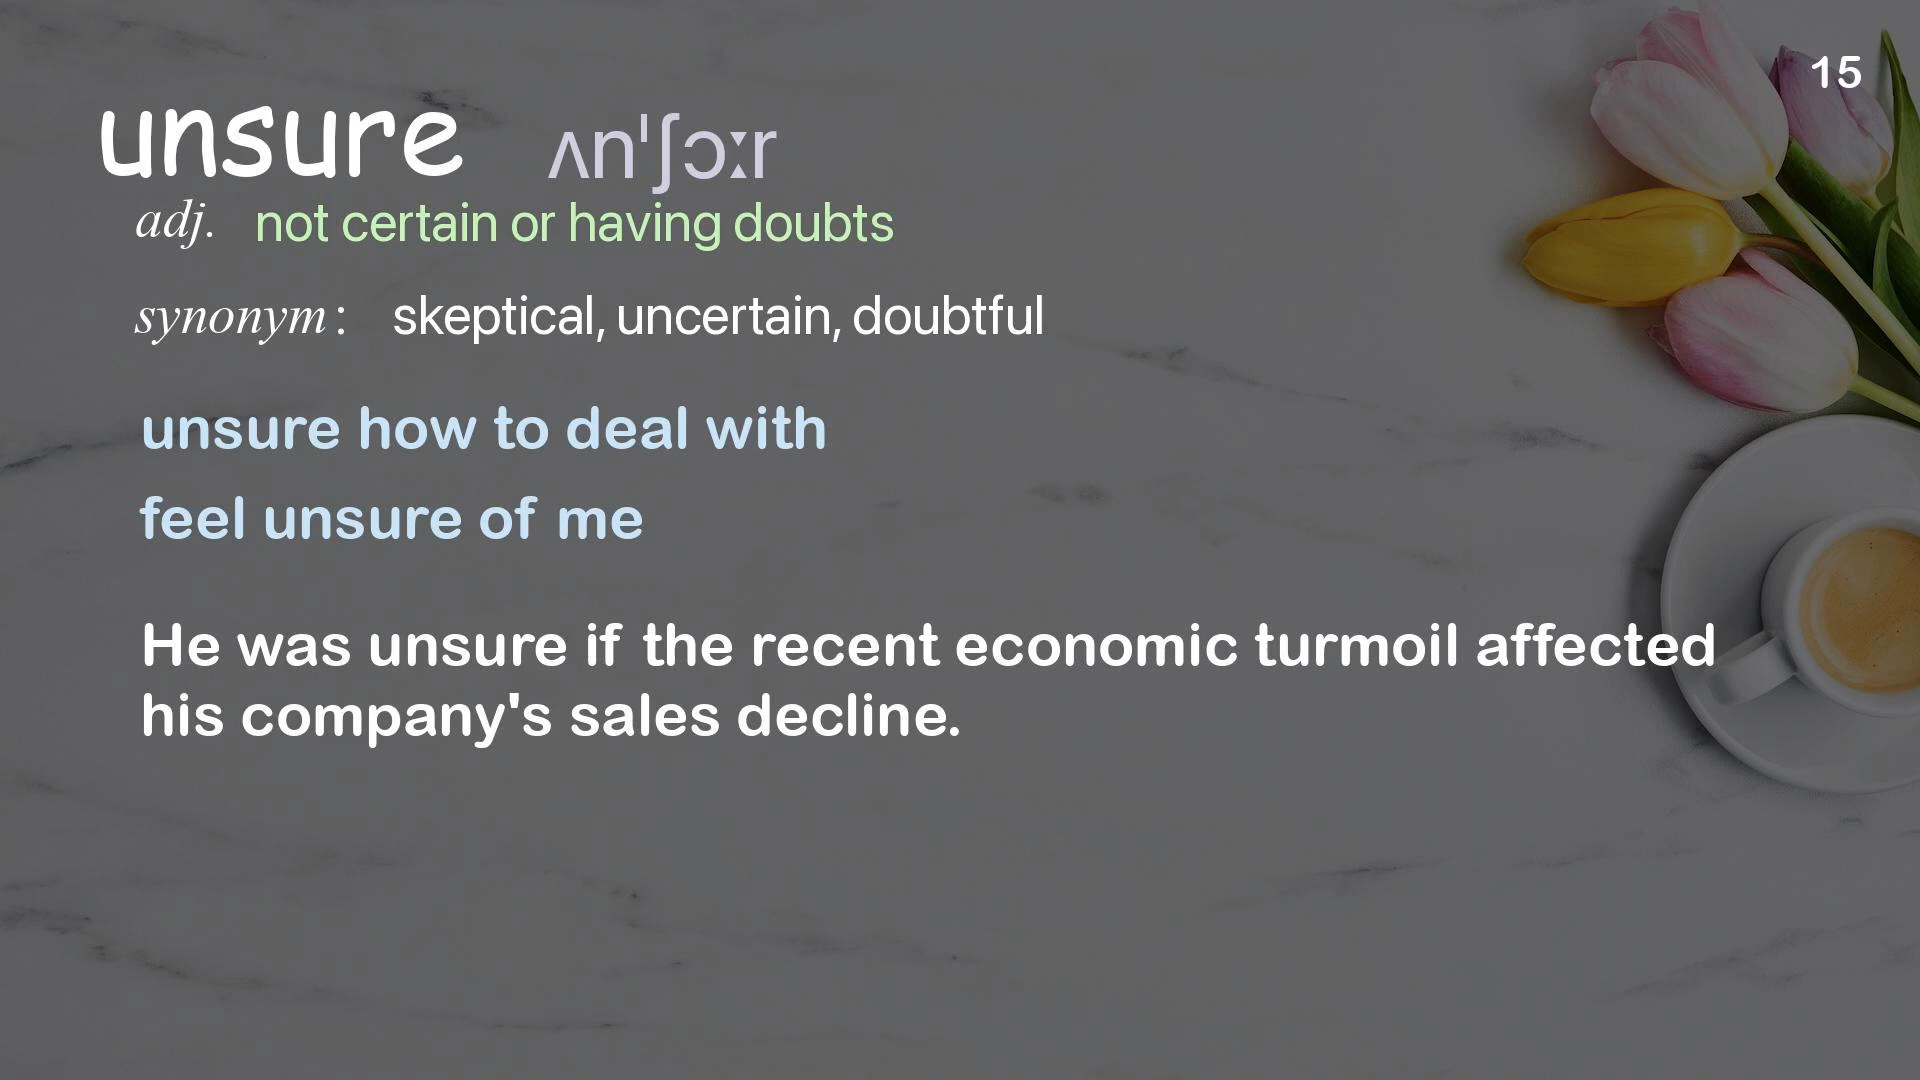 15
unsure ʌnˈʃɔːr
adj. not certain or having doubts
synonym : skeptical, uncertain, doubtful
unsure how to deal with
feel unsure of me
He was unsure if the recent economic turmoil affected
his company's sales decline.